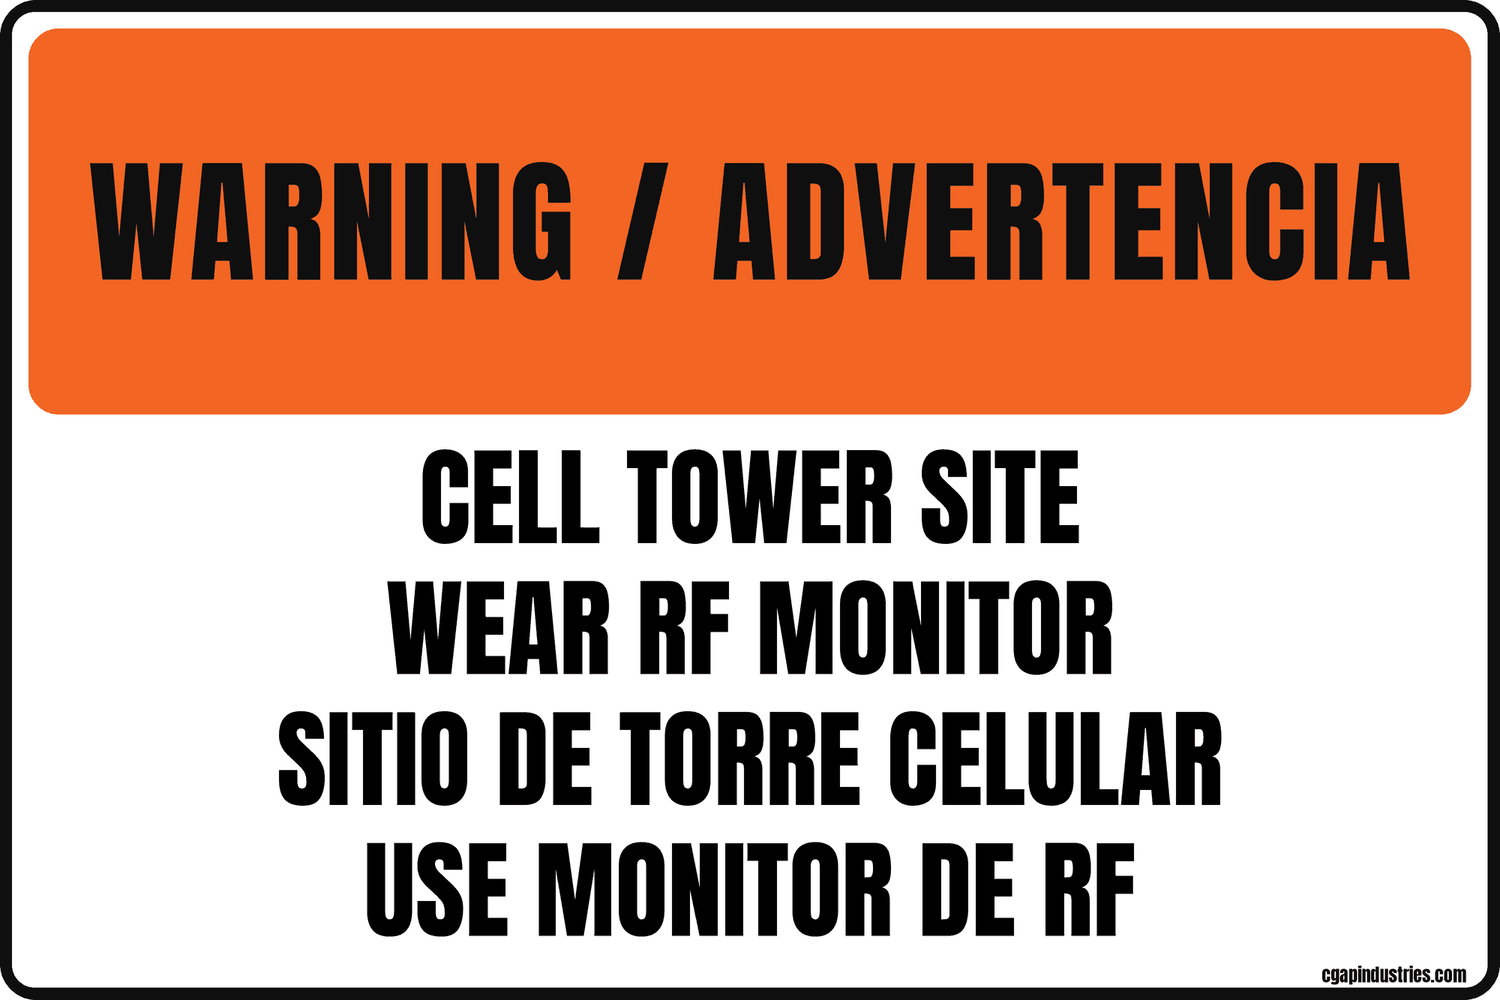 WARNING / ADVERTENCIA
CELL TOWER SITE
WEAR RF MONITOR
SITIO DE TORRE CELULAR
USE MONITOR DE RF
cgapindustries.com